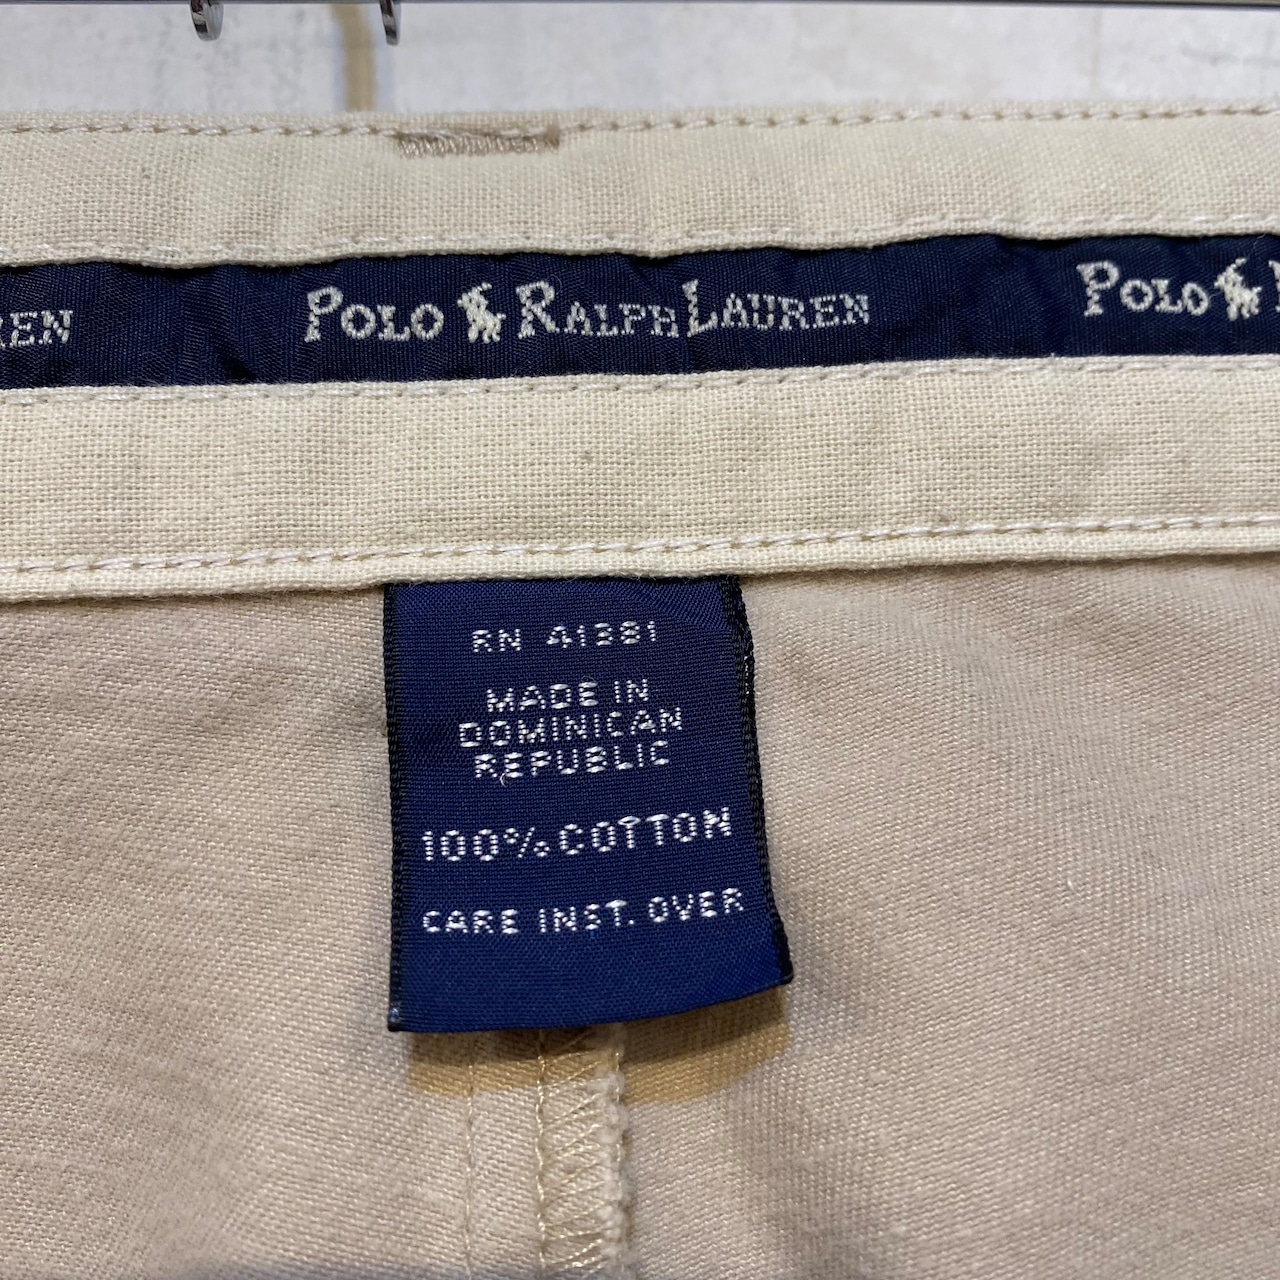 REN POLO RALPH LAUREN POLO
RN 41381
MADE IN
DOMINICAN
REPUBLIC
100% COTTON
CARE INST. OVER